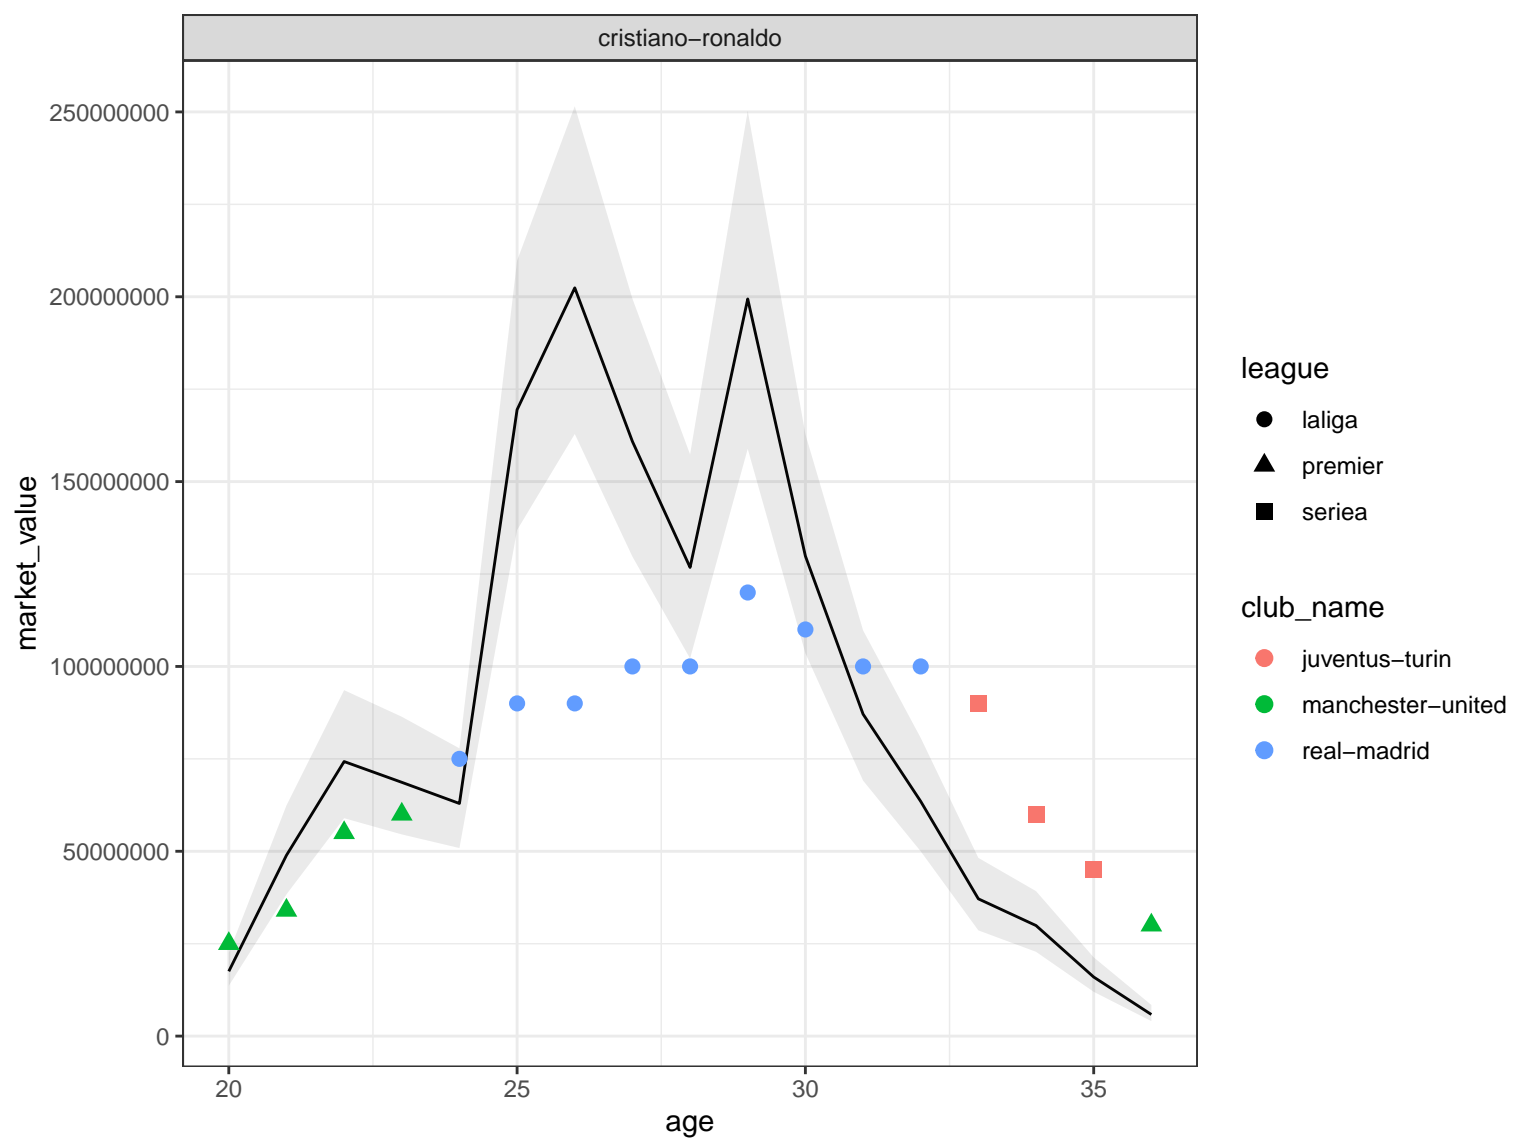 cristiano−ronaldo
250000000
200000000
150000000
100000000
50000000
0
market_value
20
25
30
35
age
league
laliga
premier
seriea
club_name
juventus−turin
manchester−united
real−madrid